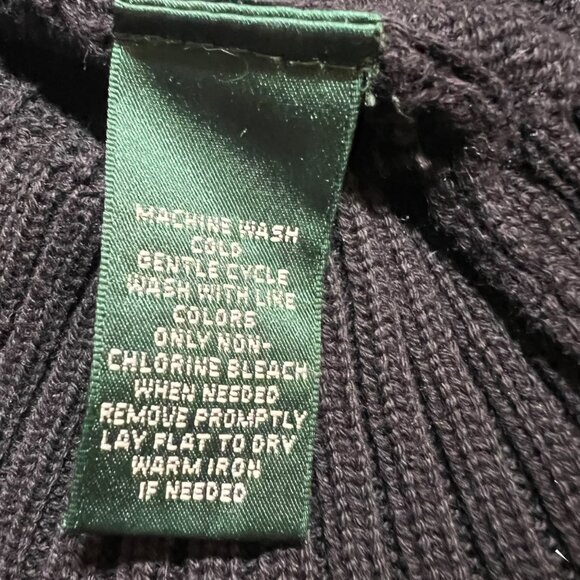 MACHINE WASH
COLD
GENTLE CYCLE
WASH WITH LIKE
COLORS
ONLY NON-
CHLORINE BLEACH
WHEN NEEDED
REMOVE PROMPTLY
LAY FLAT TO DRY
WARM IRON
IF NEEDED